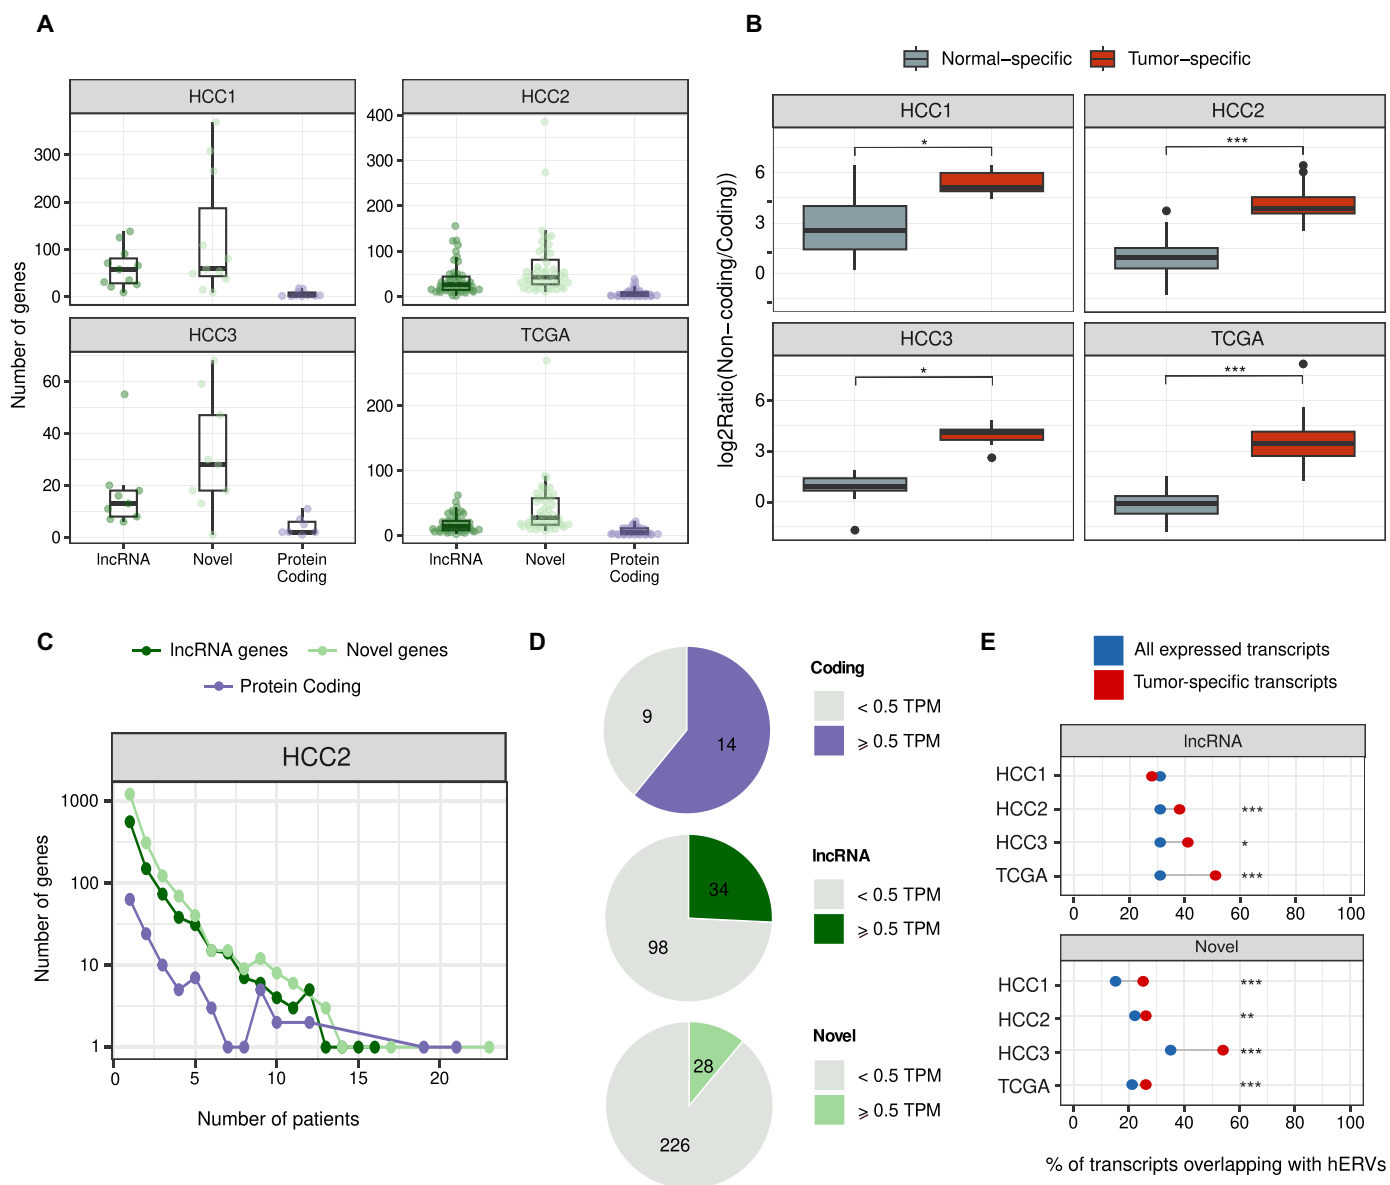 A
HCC1
HCC2
Number of genes
300
200
100
0
400
300
200
100
0
HCC3
TCGA
60
40
20
0
200
100
0
lncRNA
Novel
Protein
Coding
lncRNA
Novel
Protein
Coding
B
Normal−specific
Tumor−specific
log2Ratio(Non−coding/Coding))
HCC1
HCC2
6
3
0
*
***
HCC3
TCGA
6
3
0
*
***
C
lncRNA genes
Novel genes
Protein Coding
HCC2
Number of genes
1000
100
10
1
0
5
10
15
20
Number of patients
D
9
14
Coding
< 0.5 TPM
⩾ 0.5 TPM
34
98
lncRNA
< 0.5 TPM
⩾ 0.5 TPM
28
226
Novel
< 0.5 TPM
⩾ 0.5 TPM
E
All expressed transcripts
Tumor-specific transcripts
lncRNA
HCC1
HCC2 ***
HCC3 *
TCGA ***
0 20 40 60 80 100
Novel
HCC1 ***
HCC2 **
HCC3 ***
TCGA ***
0 20 40 60 80 100
% of transcripts overlapping with hERVs